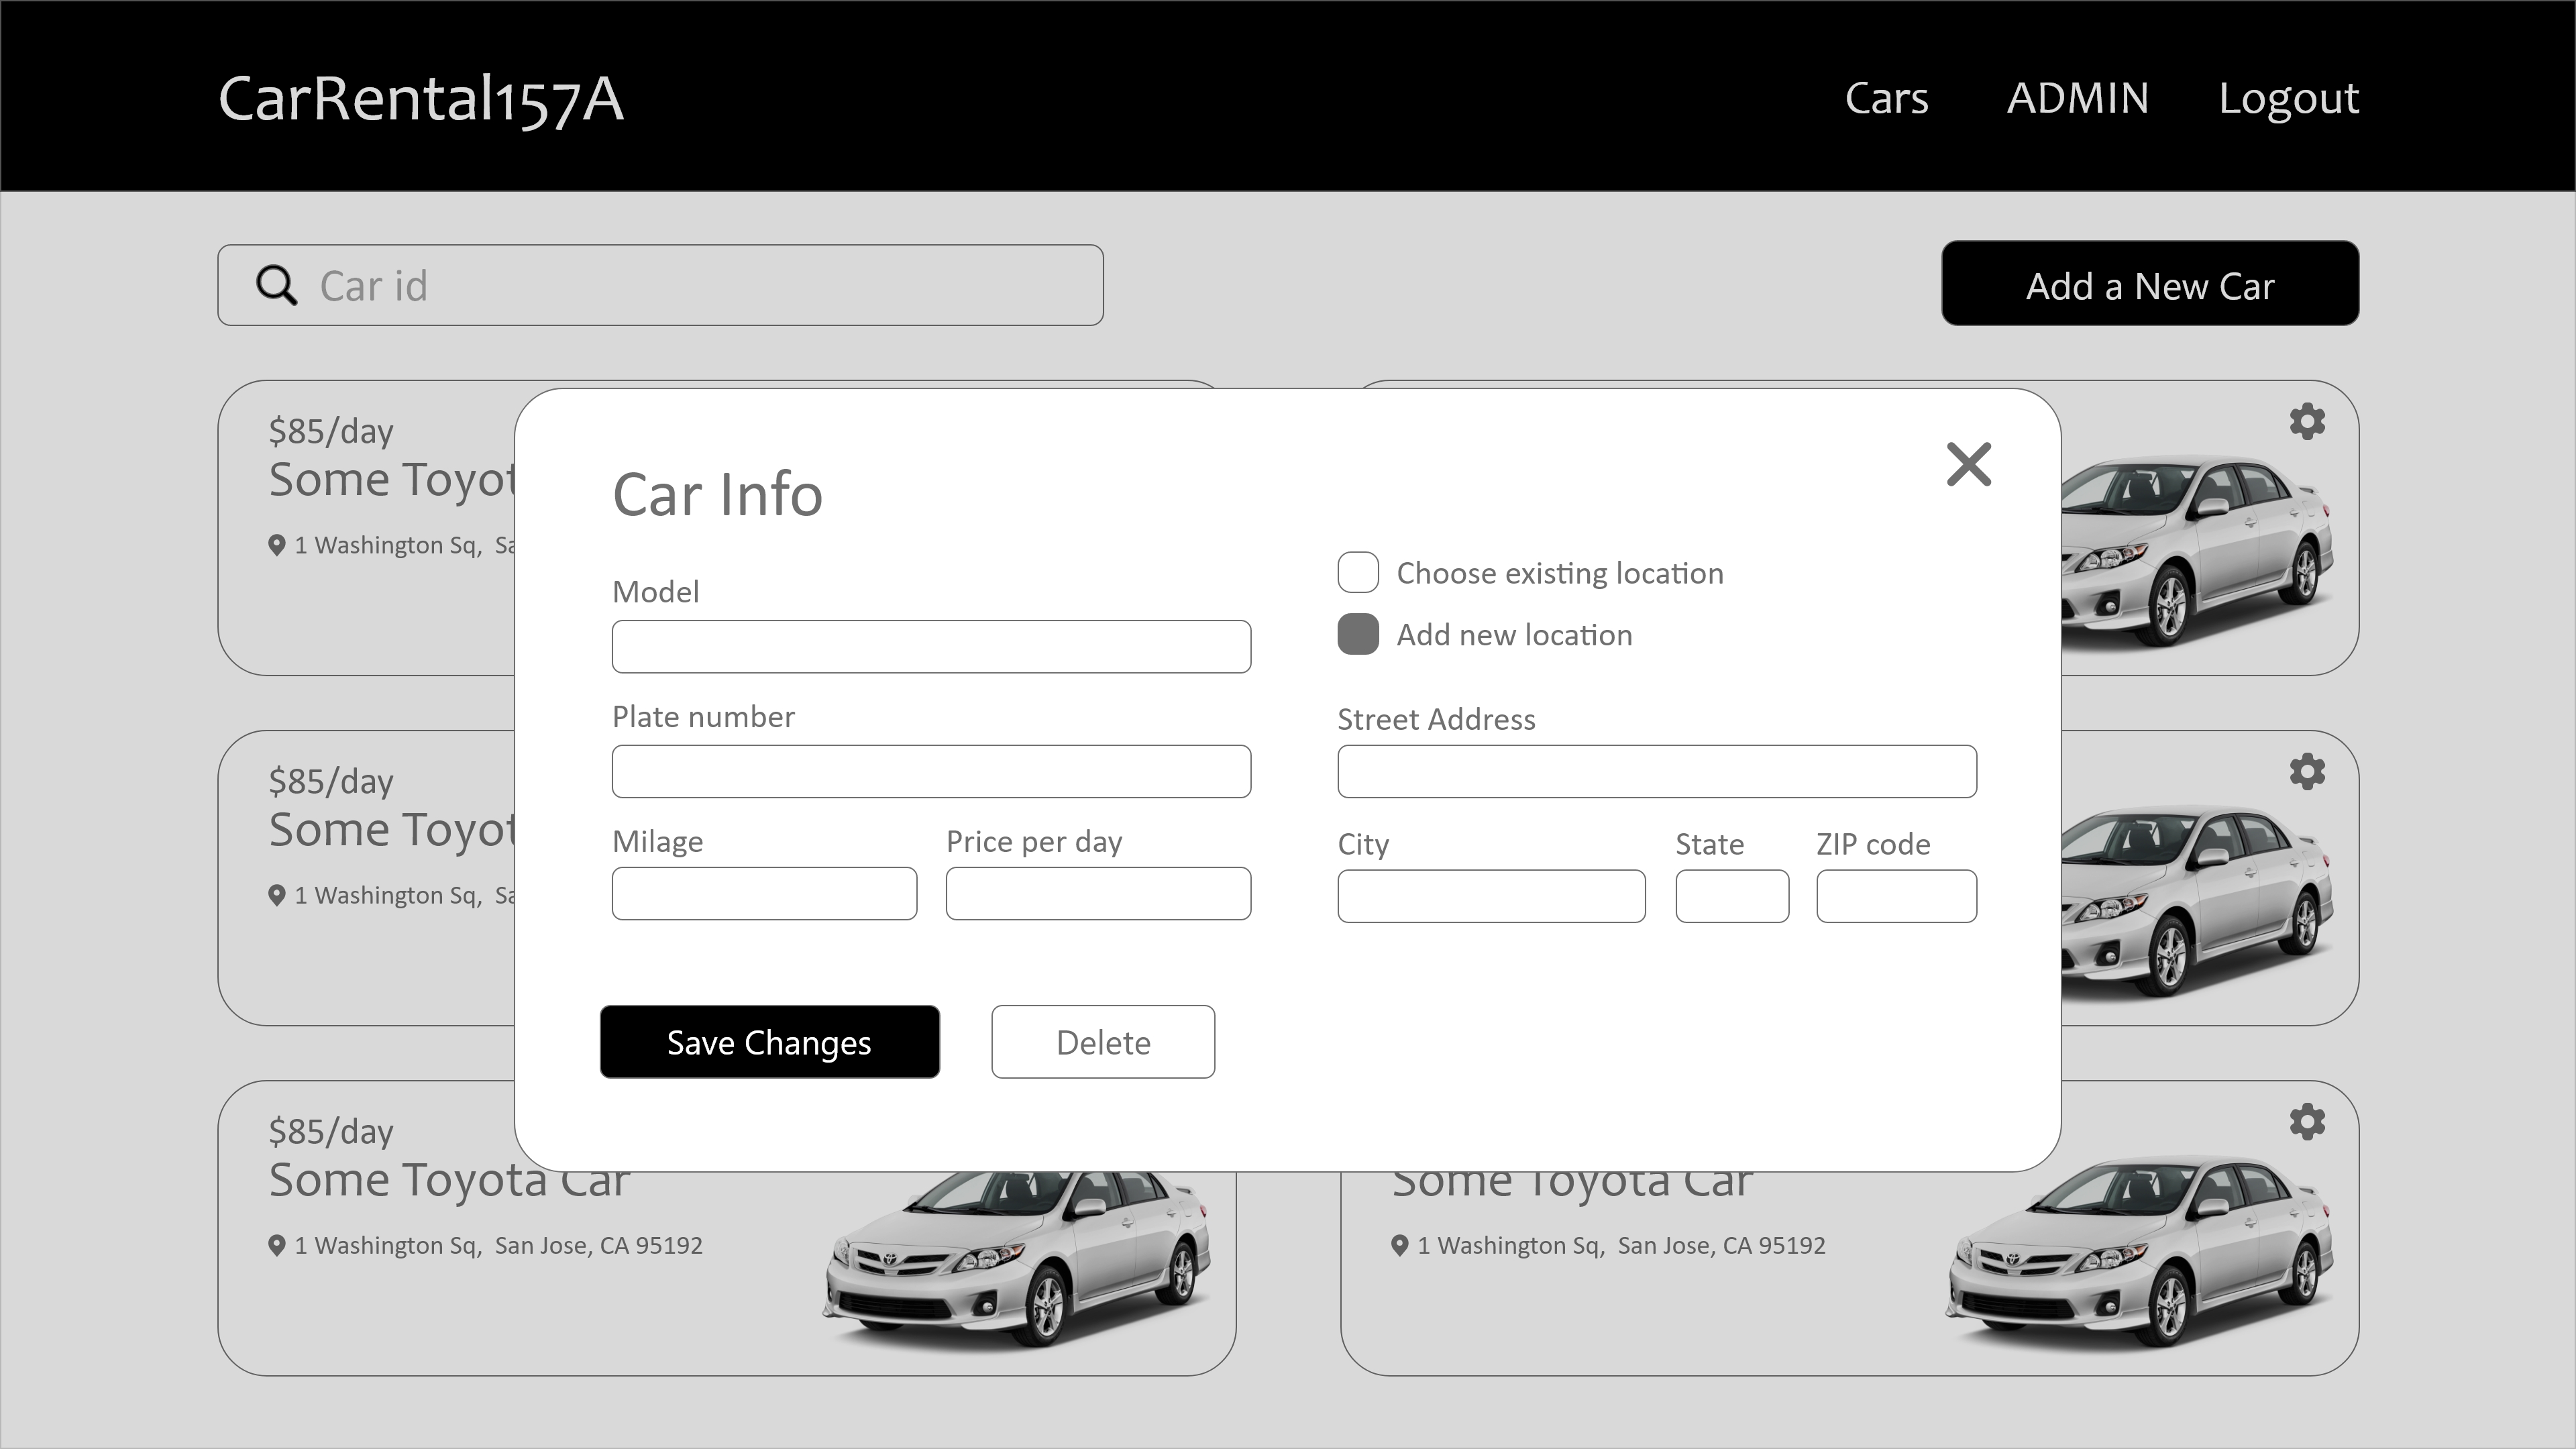 CarRental157A
Cars ADMIN Logout
Car id
Add a New Car
$85/day
Some Toyot
1 Washington Sq, Sa
$85/day
Some Toyot
1 Washington Sq, Sa
$85/day
Some Toyota Car
1 Washington Sq, San Jose, CA 95192
Some Toyota Car
1 Washington Sq, San Jose, CA 95192
Car Info
Model
Plate number
Milage
Price per day
Choose existing location
Add new location
Street Address
City
State
ZIP code
Save Changes
Delete